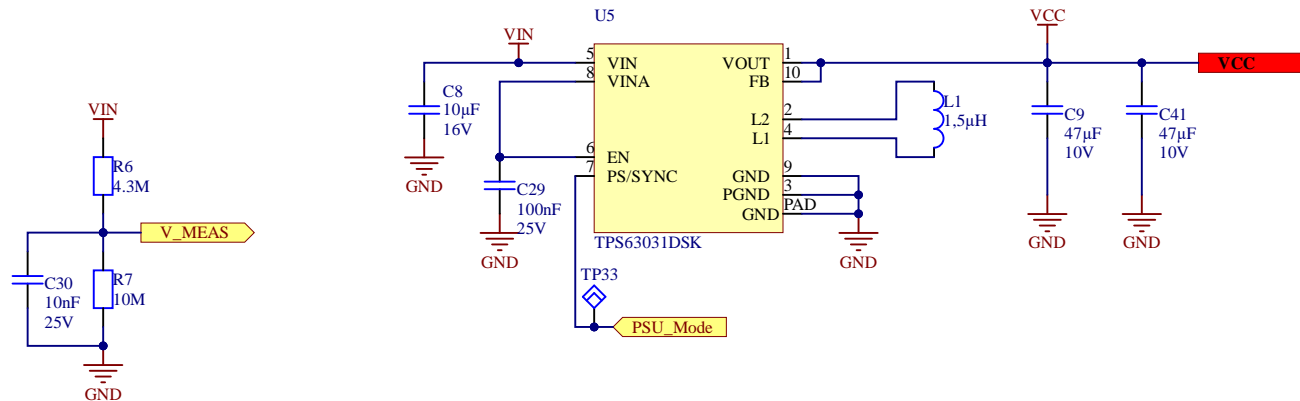 VIN
R6
4.3M
V_MEAS
C30
10nF
25V
R7
10M
GND
U5
VIN
C8
10µF
16V
GND
C29
100nF
25V
GND
5
8
6
7
VIN
VINA
EN
PS/SYNC
VOUT
FB
L2
L1
GND
PGND
GND
1
10
2
4
9
3
PAD
TPS63031DSK
TP33
PSU_Mode
L1
1,5µH
GND
VCC
VCC
C9
47µF
10V
GND
C41
47µF
10V
GND